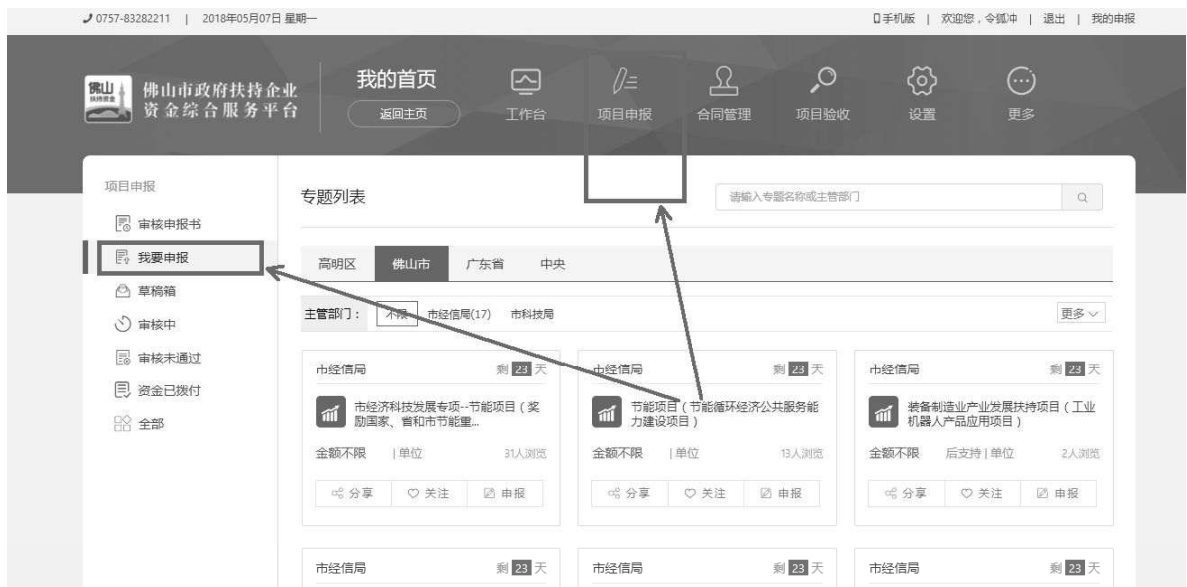 0757-83282211 | 2018年05月07日 星期一
手机版 | 欢迎您，令狐冲 | 退出 | 我的申报
佛山
扶持资金
佛山市政府扶持企业
资金综合服务平台
我的首页
返回主页
工作台
项目申报
合同管理
项目验收
设置
更多
项目申报
审核申报书
我要申报
草稿箱
审核中
审核未通过
资金已拨付
全部
专题列表
请输入专题名称或主管部门
高明区 佛山市 广东省 中央
主管部门： 不限 市经信局(17) 市科技局
更多
市经信局 剩 23 天
市经济科技发展专项--节能项目（奖
励国家、省和市节能重...
金额不限 |单位 31人浏览
分享 关注 申报
市经信局 剩 23 天
节能项目（节能循环经济公共服务能
力建设项目）
金额不限 |单位 13人浏览
分享 关注 申报
市经信局 剩 23 天
装备制造业产业发展扶持项目（工业
机器人产品应用项目）
金额不限 后支持|单位 2人浏览
分享 关注 申报
市经信局 剩 23 天
市经信局 剩 23 天
市经信局 剩 23 天